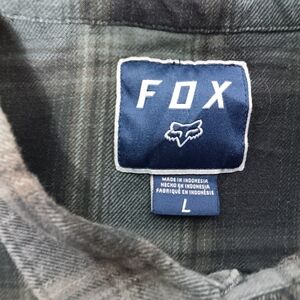 FOX
MADE IN INDONESIA
HECHO EN INDONESIA
FABRIQUÉ EN INDONÉSIE
L